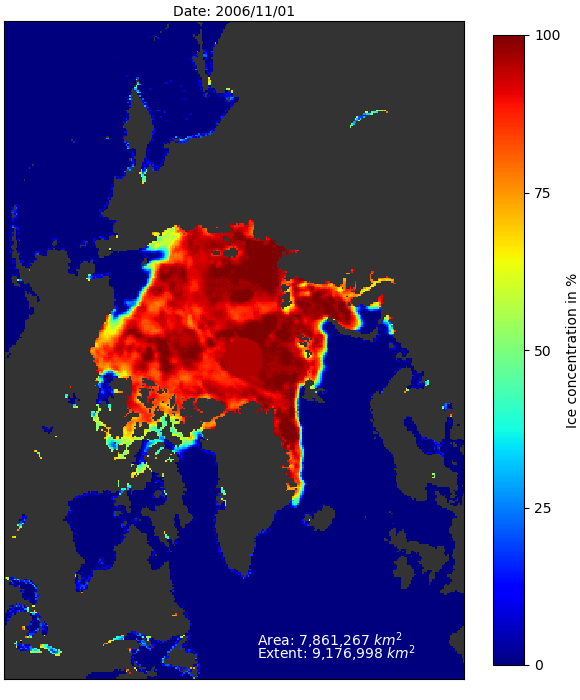 Date: 2006/11/01
100
75
50
25
0
Ice concentration in %
Area: 7,861,267 km²
Extent: 9,176,998 km²